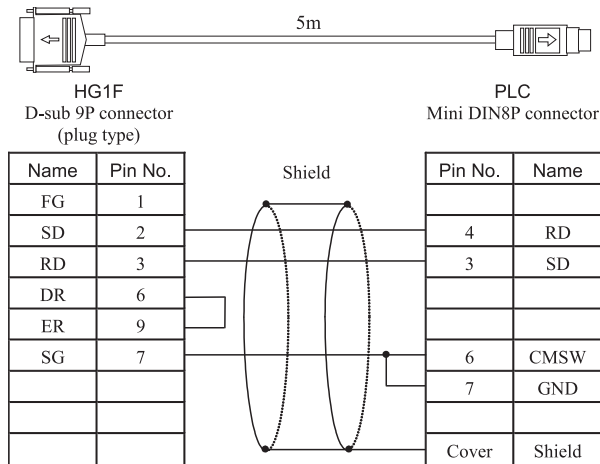 5m
HG1F
D-sub 9P connector
(plug type)
PLC
Mini DIN8P connector
Name Pin No. Shield Pin No. Name
FG 1
SD 2 4 RD
RD 3 3 SD
DR 6
ER 9
SG 7 6 CMSW
7 GND
Cover Shield